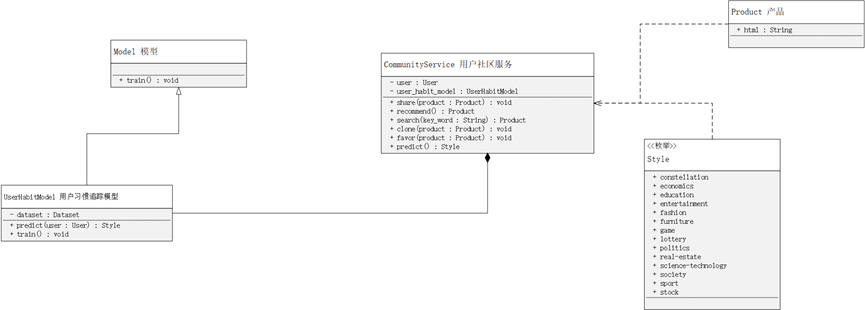 Model 模型
+ train() : void
CommunityService 用户社区服务
- user : User
- user_habit_model : UserHabitModel
+ share(product : Product) : void
+ recommend() : Product
+ search(key_word : String) : Product
+ clone(product : Product) : void
+ favor(product : Product) : void
+ predict() : Style
Product 产品
+ html : String
UserHabitModel 用户习惯追踪模型
- dataset : Dataset
+ predict(user : User) : Style
+ train() : void
<<枚举>>
Style
+ constellation
+ economics
+ education
+ entertainment
+ fashion
+ furniture
+ game
+ lottery
+ politics
+ real-estate
+ science-technology
+ society
+ sport
+ stock